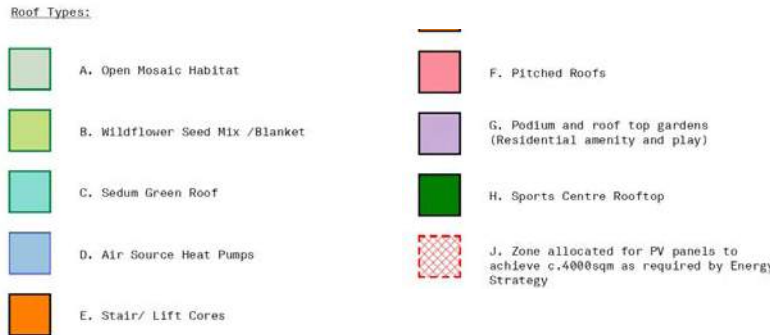 Roof Types:
A. Open Mosaic Habitat
B. Wildflower Seed Mix /Blanket
C. Sedum Green Roof
D. Air Source Heat Pumps
E. Stair/ Lift Cores
F. Pitched Roofs
G. Podium and roof top gardens
(Residential amenity and play)
H. Sports Centre Rooftop
J. Zone allocated for PV panels to
achieve c.4000sqm as required by Energy
Strategy